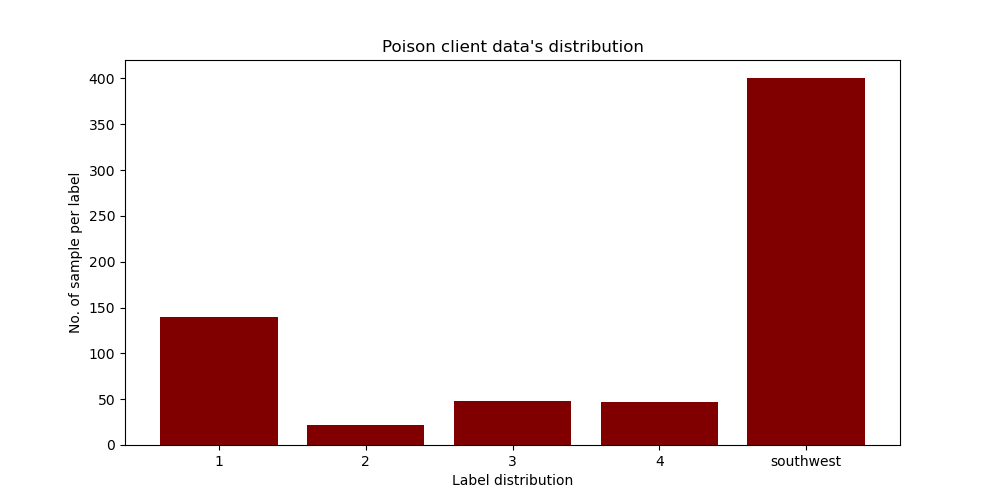 Poison client data's distribution
No. of sample per label
400
350
300
250
200
150
100
50
0
1 2 3 4 southwest
Label distribution